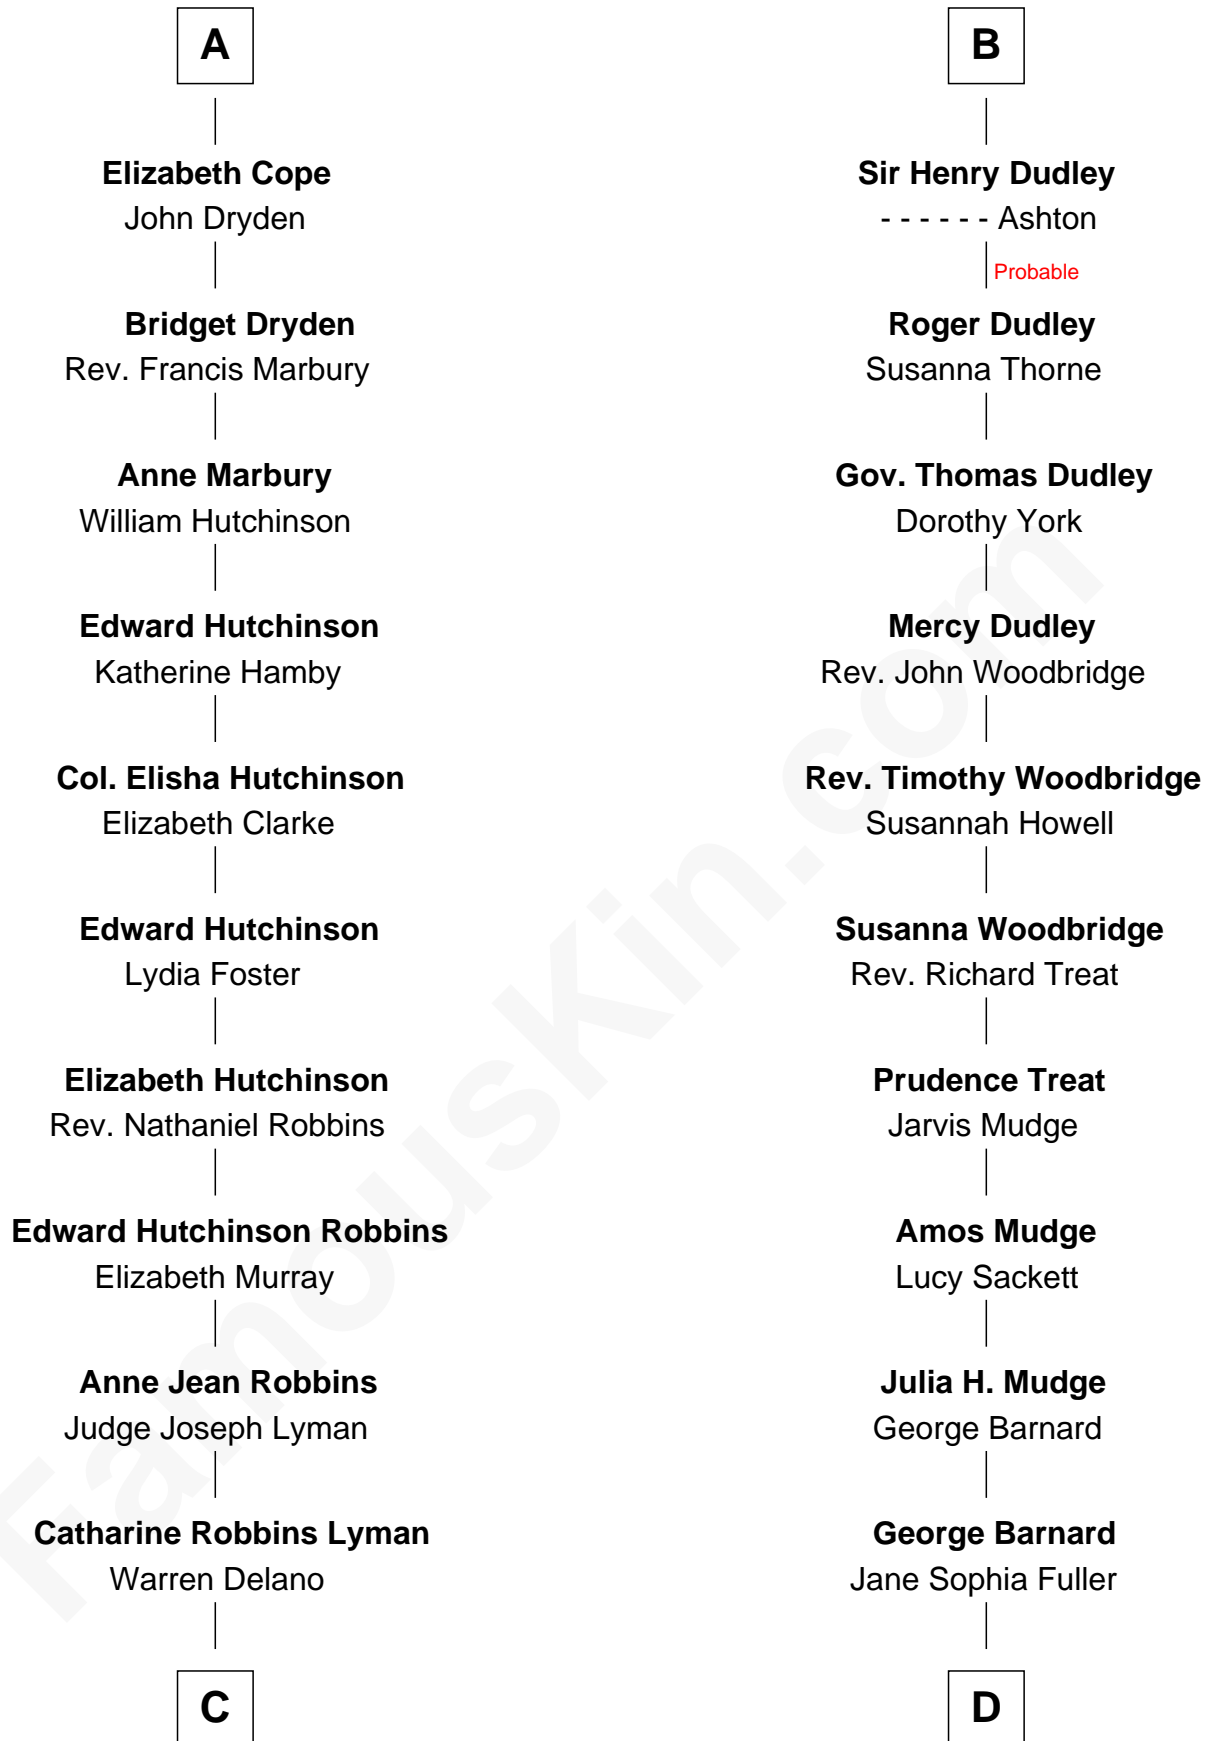 A
Elizabeth Cope
John Dryden
Bridget Dryden
Rev. Francis Marbury
Anne Marbury
William Hutchinson
Edward Hutchinson
Katherine Hamby
Col. Elisha Hutchinson
Elizabeth Clarke
Edward Hutchinson
Lydia Foster
Elizabeth Hutchinson
Rev. Nathaniel Robbins
Edward Hutchinson Robbins
Elizabeth Murray
Anne Jean Robbins
Judge Joseph Lyman
Catharine Robbins Lyman
Warren Delano
C
B
Sir Henry Dudley
- - - - - - Ashton
Probable
Roger Dudley
Susanna Thorne
Gov. Thomas Dudley
Dorothy York
Mercy Dudley
Rev. John Woodbridge
Rev. Timothy Woodbridge
Susannah Howell
Susanna Woodbridge
Rev. Richard Treat
Prudence Treat
Jarvis Mudge
Amos Mudge
Lucy Sackett
Julia H. Mudge
George Barnard
George Barnard
Jane Sophia Fuller
D
FamousKin.com